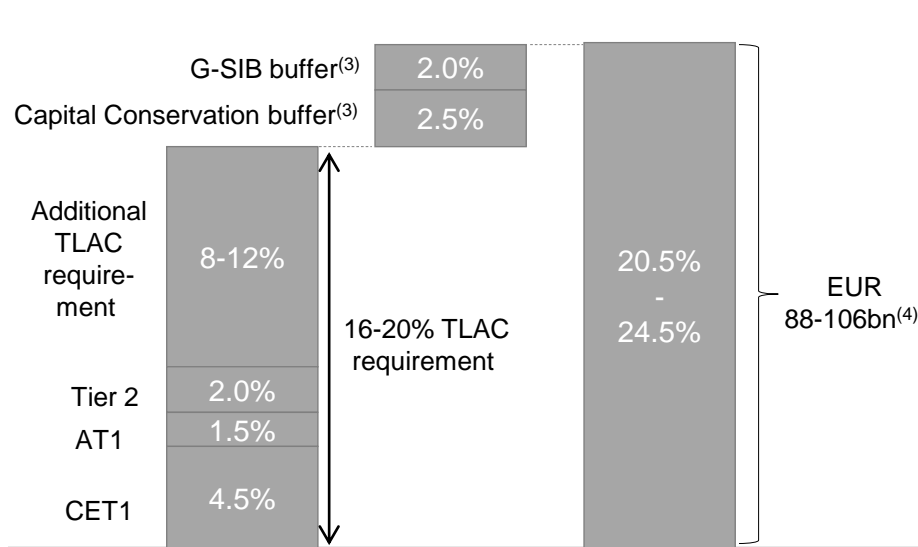 G-SIB buffer(3)
2.0%
Capital Conservation buffer(3)
2.5%
Additional
TLAC
require-
ment
8-12%
16-20% TLAC
requirement
20.5%
-
24.5%
EUR
88-106bn(4)
Tier 2
2.0%
AT1
1.5%
CET1
4.5%